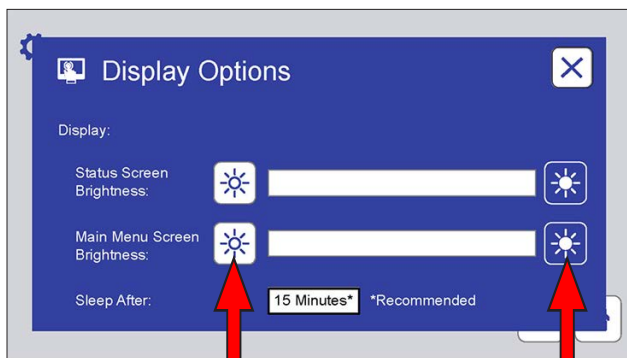 Display Options
Display:
Status Screen
Brightness:
Main Menu Screen
Brightness:
Sleep After:
15 Minutes*
*Recommended